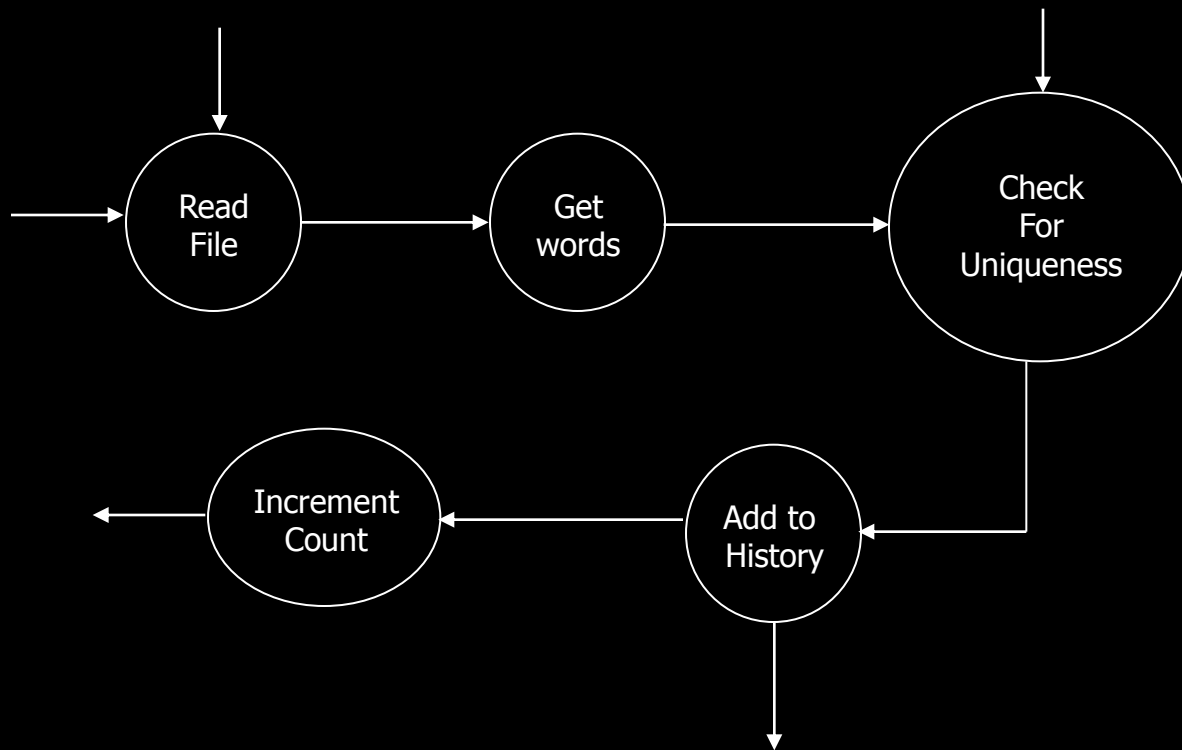 Read
File
Get
words
Check
For
Uniqueness
Increment
Count
Add to
History